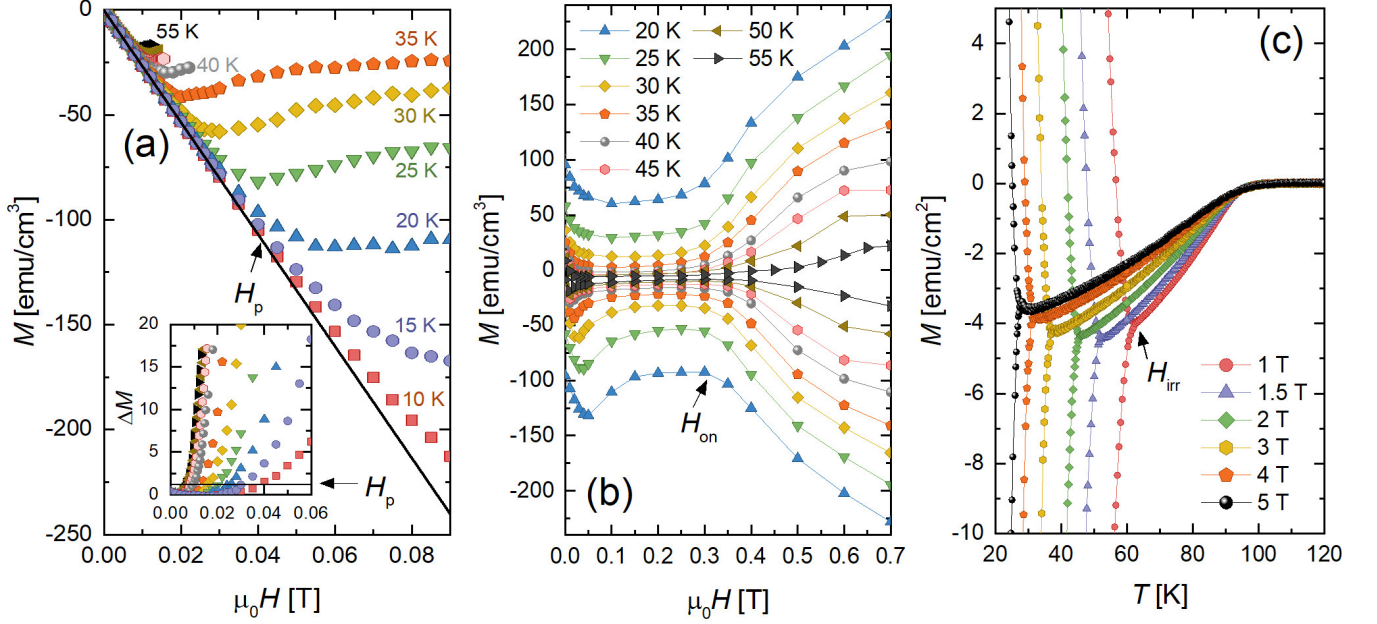 0
-50
-100
-150
-200
-250
M [emu/cm³]
0.00 0.02 0.04 0.06 0.08
μ₀H [T]
(a)
55 K
40 K
35 K
30 K
25 K
20 K
15 K
10 K
Hₚ
20
15
10
5
0
ΔM
0.00 0.02 0.04 0.06
Hₚ
200
150
100
50
0
-50
-100
-150
-200
M [emu/cm³]
0.0 0.1 0.2 0.3 0.4 0.5 0.6 0.7
μ₀H [T]
20 K 50 K
25 K 55 K
30 K
35 K
40 K
45 K
Hon
(b)
4
2
0
-2
-4
-6
-8
-10
M [emu/cm²]
20 40 60 80 100 120
T [K]
(c)
Hirr
1 T
1.5 T
2 T
3 T
4 T
5 T